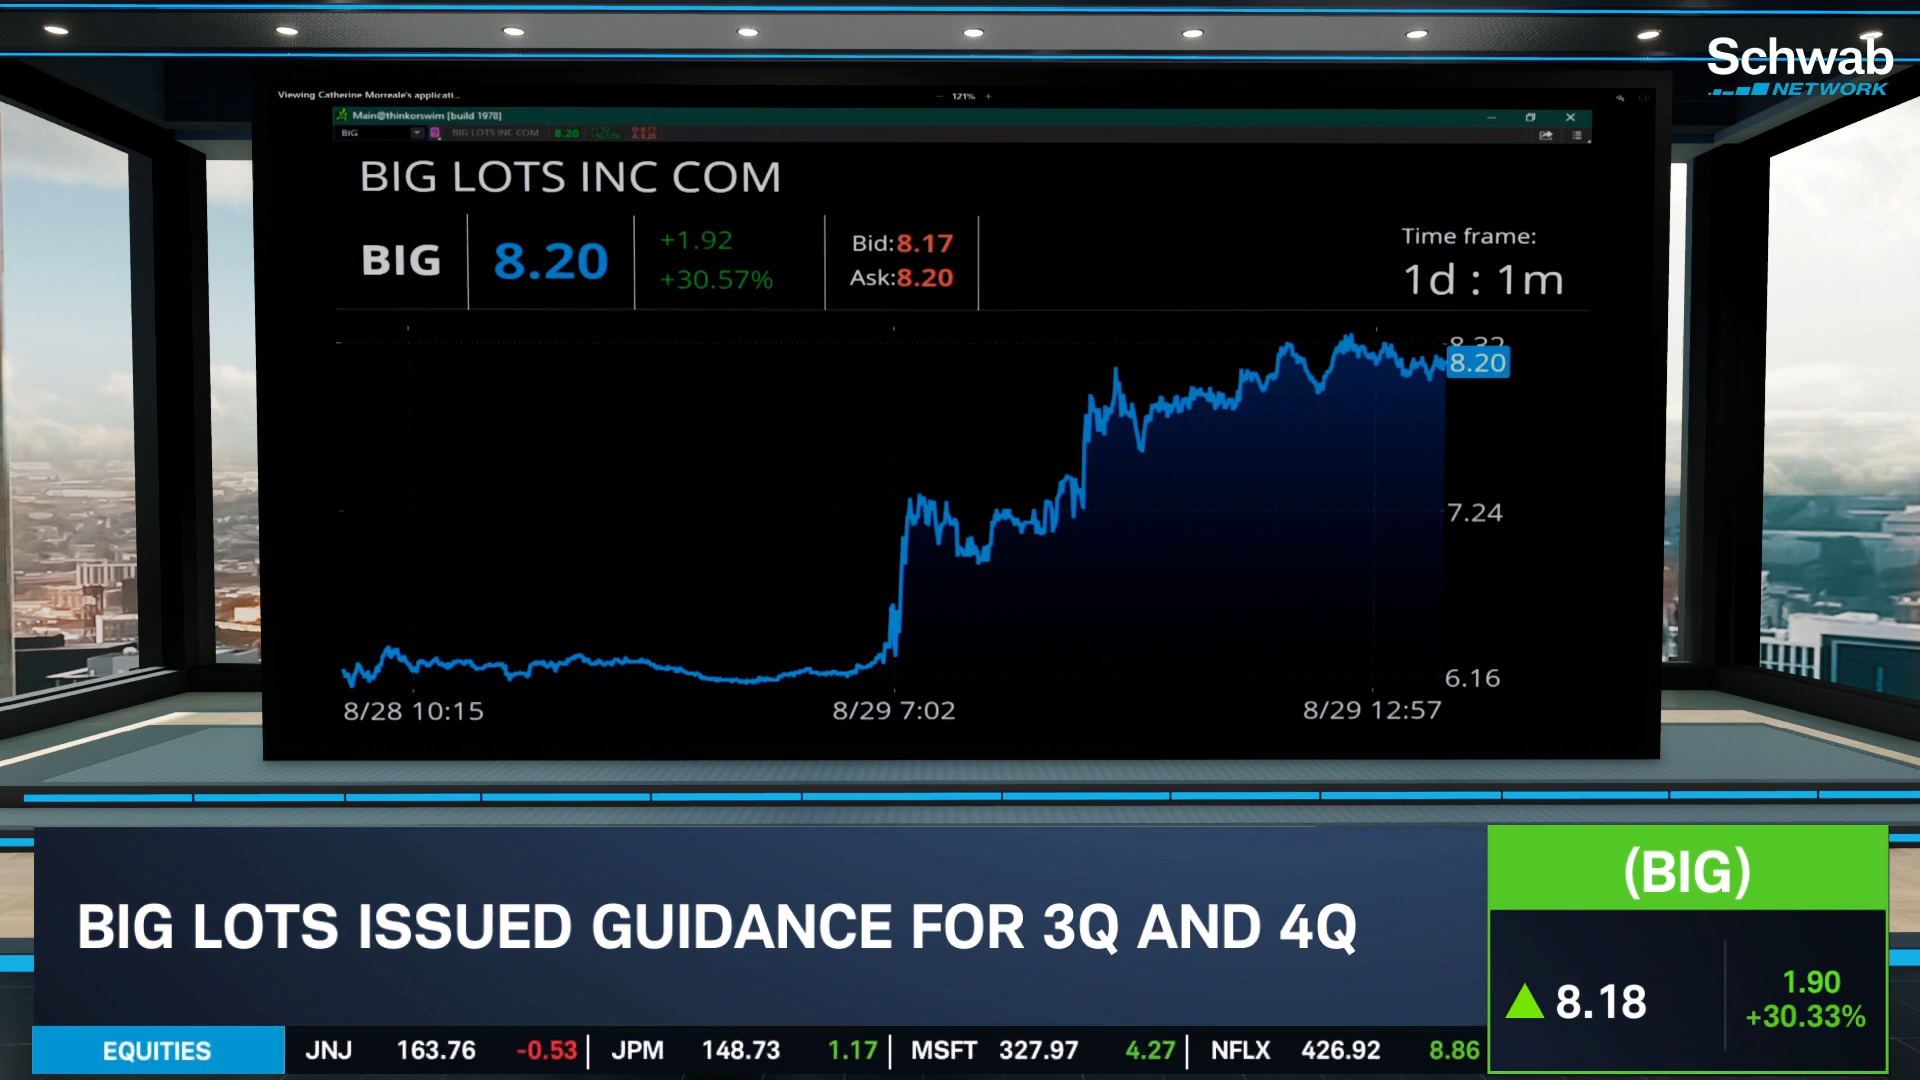 Schwab
NETWORK
Viewing Catherine Morreale's applicati...
121%
Main@thinkorswim [build 1978]
BIG
BIG LOTS INC COM
8.20
BIG LOTS INC COM
BIG
8.20
+1.92
+30.57%
Bid:8.17
Ask:8.20
Time frame:
1d : 1m
8.32
8.20
7.24
6.16
8/28 10:15
8/29 7:02
8/29 12:57
BIG LOTS ISSUED GUIDANCE FOR 3Q AND 4Q
(BIG)
8.18
1.90
+30.33%
EQUITIES
JNJ 163.76 -0.53 JPM 148.73 1.17 MSFT 327.97 4.27 NFLX 426.92 8.86